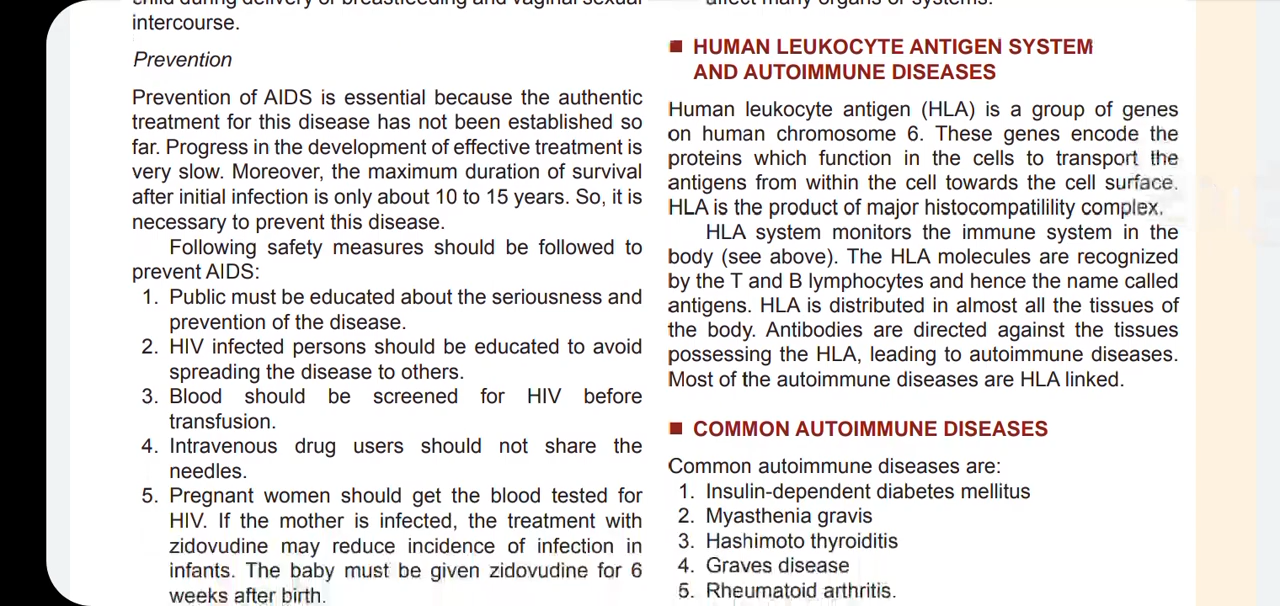 child during delivery or breastfeeding and vaginal sexual
intercourse.
Prevention
Prevention of AIDS is essential because the authentic
treatment for this disease has not been established so
far. Progress in the development of effective treatment is
very slow. Moreover, the maximum duration of survival
after initial infection is only about 10 to 15 years. So, it is
necessary to prevent this disease.
Following safety measures should be followed to
prevent AIDS:
1. Public must be educated about the seriousness and
prevention of the disease.
2. HIV infected persons should be educated to avoid
spreading the disease to others.
3. Blood should be screened for HIV before
transfusion.
4. Intravenous drug users should not share the
needles.
5. Pregnant women should get the blood tested for
HIV. If the mother is infected, the treatment with
zidovudine may reduce incidence of infection in
infants. The baby must be given zidovudine for 6
weeks after birth.
affect many organs or systems.
HUMAN LEUKOCYTE ANTIGEN SYSTEM
AND AUTOIMMUNE DISEASES
Human leukocyte antigen (HLA) is a group of genes
on human chromosome 6. These genes encode the
proteins which function in the cells to transport the
antigens from within the cell towards the cell surface.
HLA is the product of major histocompatilility complex.
HLA system monitors the immune system in the
body (see above). The HLA molecules are recognized
by the T and B lymphocytes and hence the name called
antigens. HLA is distributed in almost all the tissues of
the body. Antibodies are directed against the tissues
possessing the HLA, leading to autoimmune diseases.
Most of the autoimmune diseases are HLA linked.
COMMON AUTOIMMUNE DISEASES
Common autoimmune diseases are:
1. Insulin-dependent diabetes mellitus
2. Myasthenia gravis
3. Hashimoto thyroiditis
4. Graves disease
5. Rheumatoid arthritis.